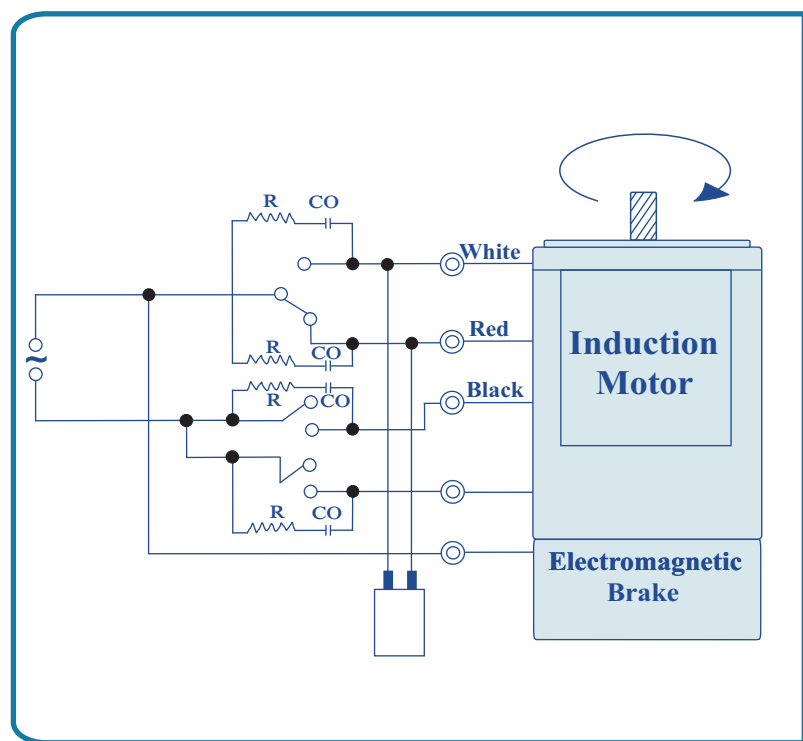 R
CO
White
Red
R
CO
~
R
CO
Black
R
CO
Induction
Motor
Electromagnetic
Brake